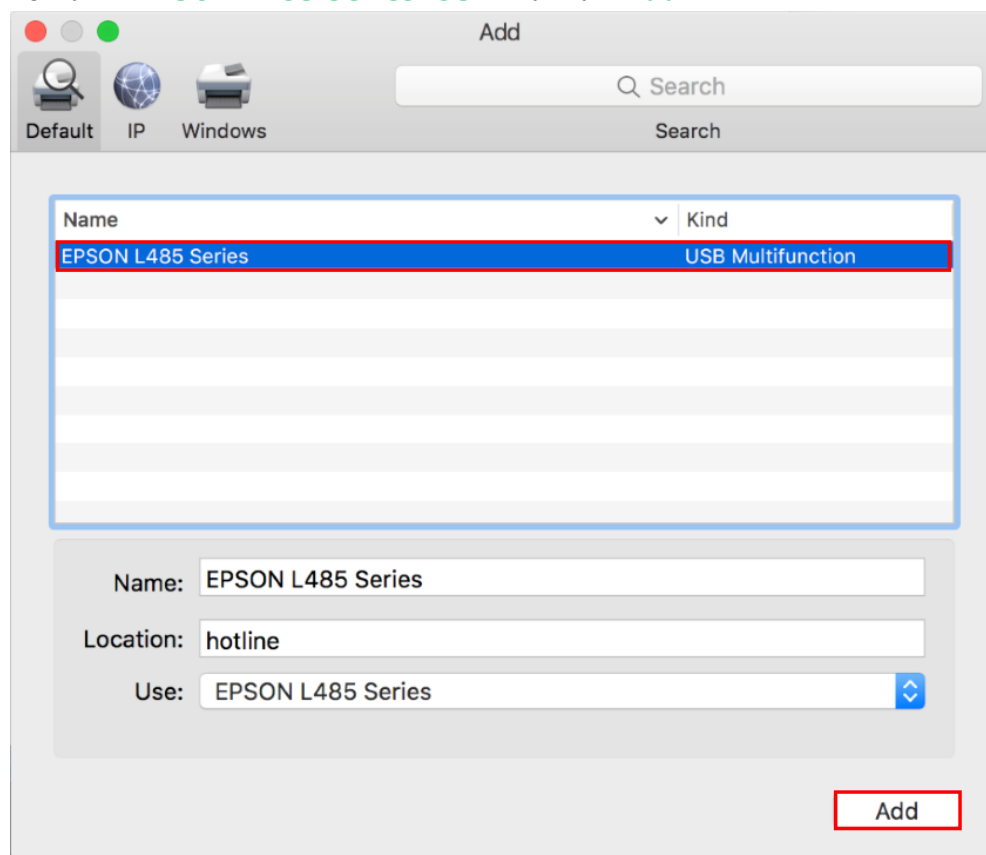 Add
Search
Default IP Windows
Search
Name Kind
EPSON L485 Series USB Multifunction
Name: EPSON L485 Series
Location: hotline
Use: EPSON L485 Series
Add